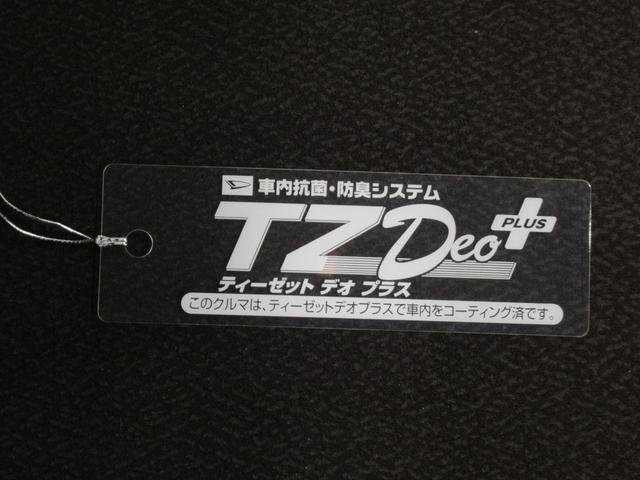 車内抗菌・防臭システム
TZ Deo PLUS
ティーゼット デオ プラス
このクルマは、ティーゼットデオプラスで車内をコーティング済です。